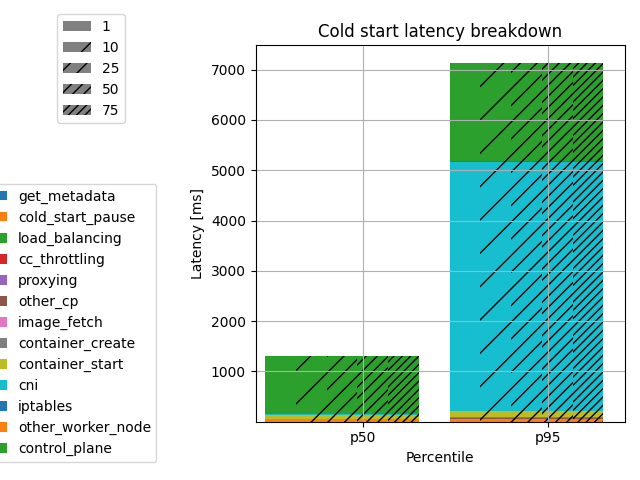 1
10
25
50
75
get_metadata
cold_start_pause
load_balancing
cc_throttling
proxying
other_cp
image_fetch
container_create
container_start
cni
iptables
other_worker_node
control_plane
Cold start latency breakdown
Latency [ms]
7000
6000
5000
4000
3000
2000
1000
p50
p95
Percentile